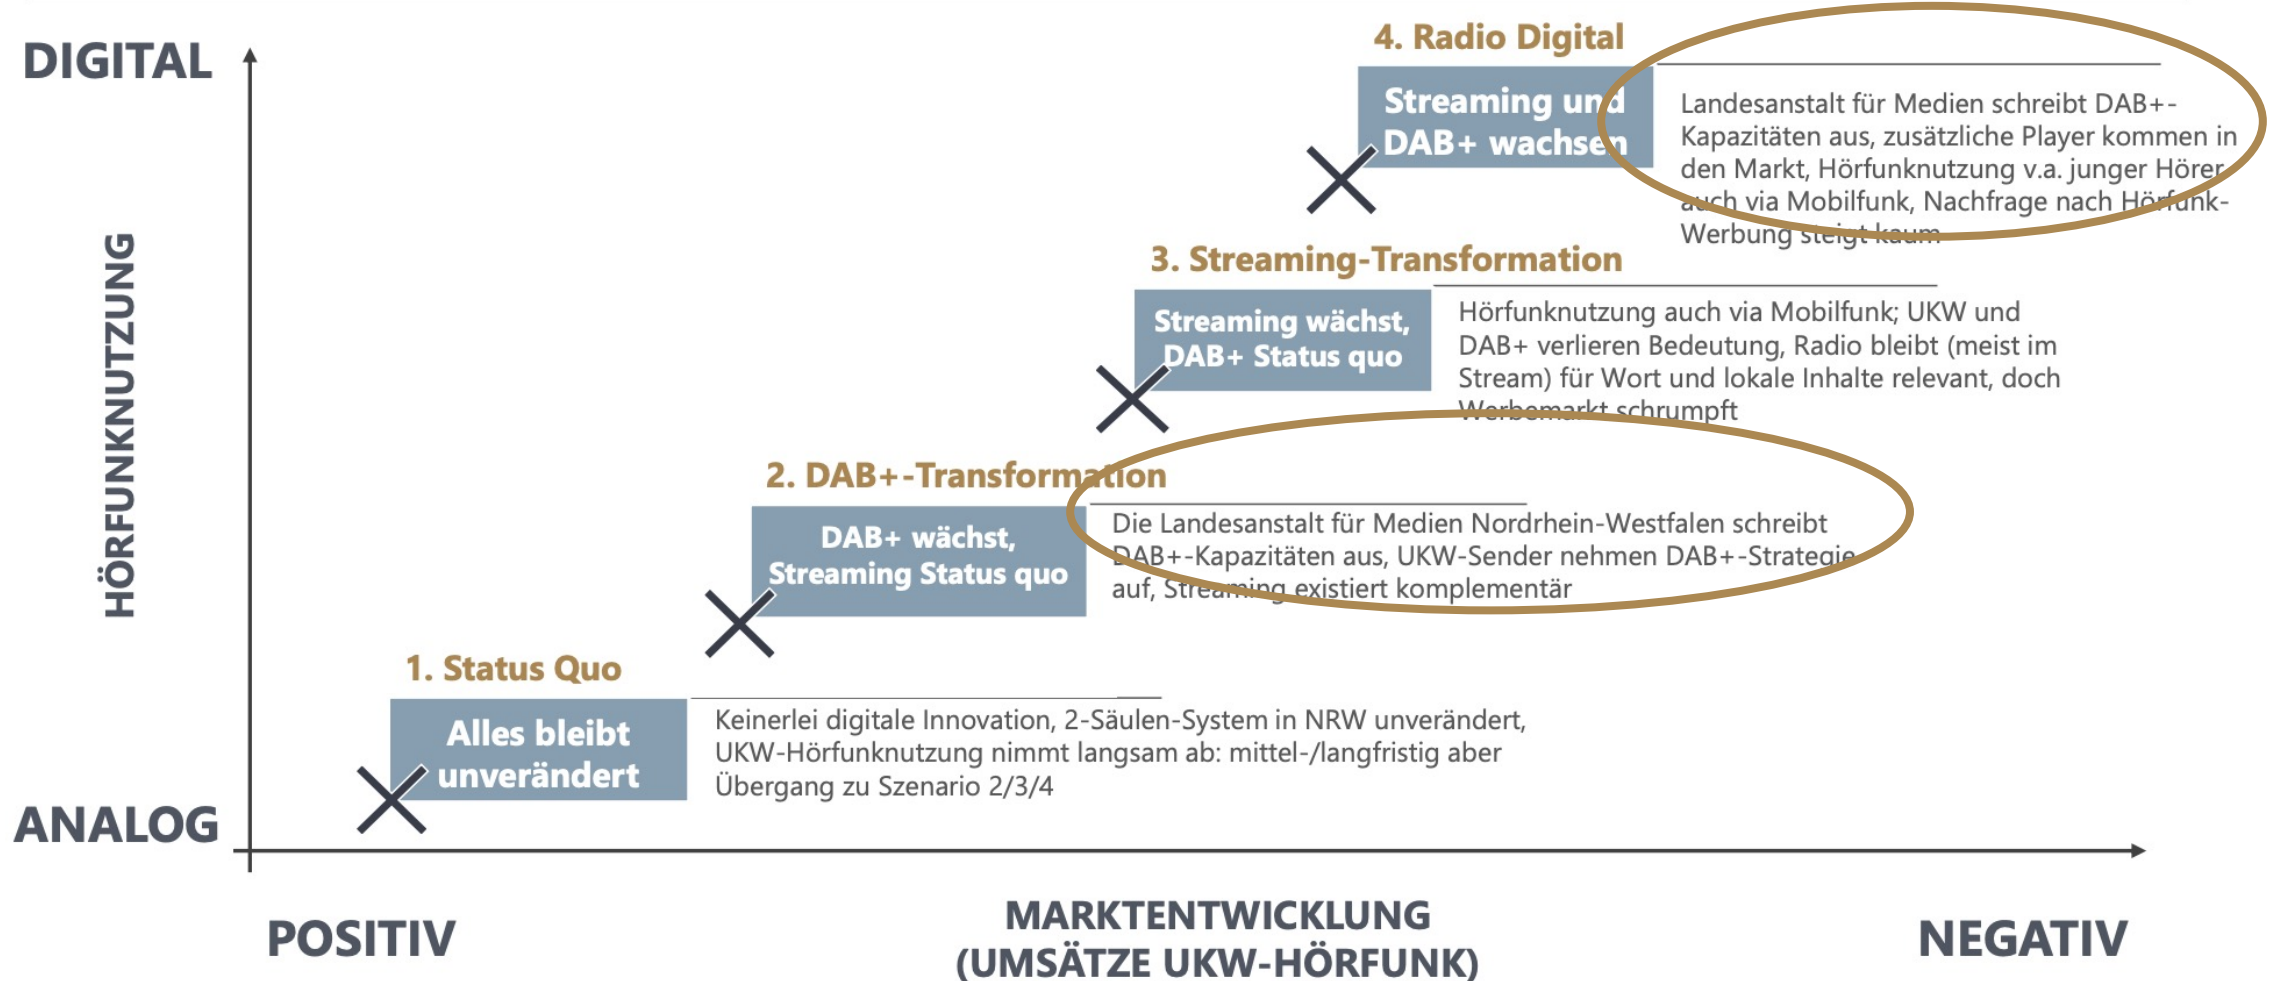 DIGITAL
4. Radio Digital
Streaming und
DAB+ wachsen
Landesanstalt für Medien schreibt DAB+-
Kapazitäten aus, zusätzliche Player kommen in
den Markt, Hörfunknutzung v.a. junger Hörer
auch via Mobilfunk, Nachfrage nach Hörfunk-
Werbung steigt kaum
HÖRFUNKNUTZUNG
3. Streaming-Transformation
Streaming wächst,
DAB+ Status quo
Hörfunknutzung auch via Mobilfunk; UKW und
DAB+ verlieren Bedeutung, Radio bleibt (meist im
Stream) für Wort und lokale Inhalte relevant, doch
Werbemarkt schrumpft
2. DAB+-Transformation
DAB+ wächst,
Streaming Status quo
Die Landesanstalt für Medien Nordrhein-Westfalen schreibt
DAB+-Kapazitäten aus, UKW-Sender nehmen DAB+-Strategie
auf, Streaming existiert komplementär
1. Status Quo
Alles bleibt
unverändert
Keinerlei digitale Innovation, 2-Säulen-System in NRW unverändert,
UKW-Hörfunknutzung nimmt langsam ab: mittel-/langfristig aber
Übergang zu Szenario 2/3/4
ANALOG
POSITIV
MARKTENTWICKLUNG
(UMSÄTZE UKW-HÖRFUNK)
NEGATIV